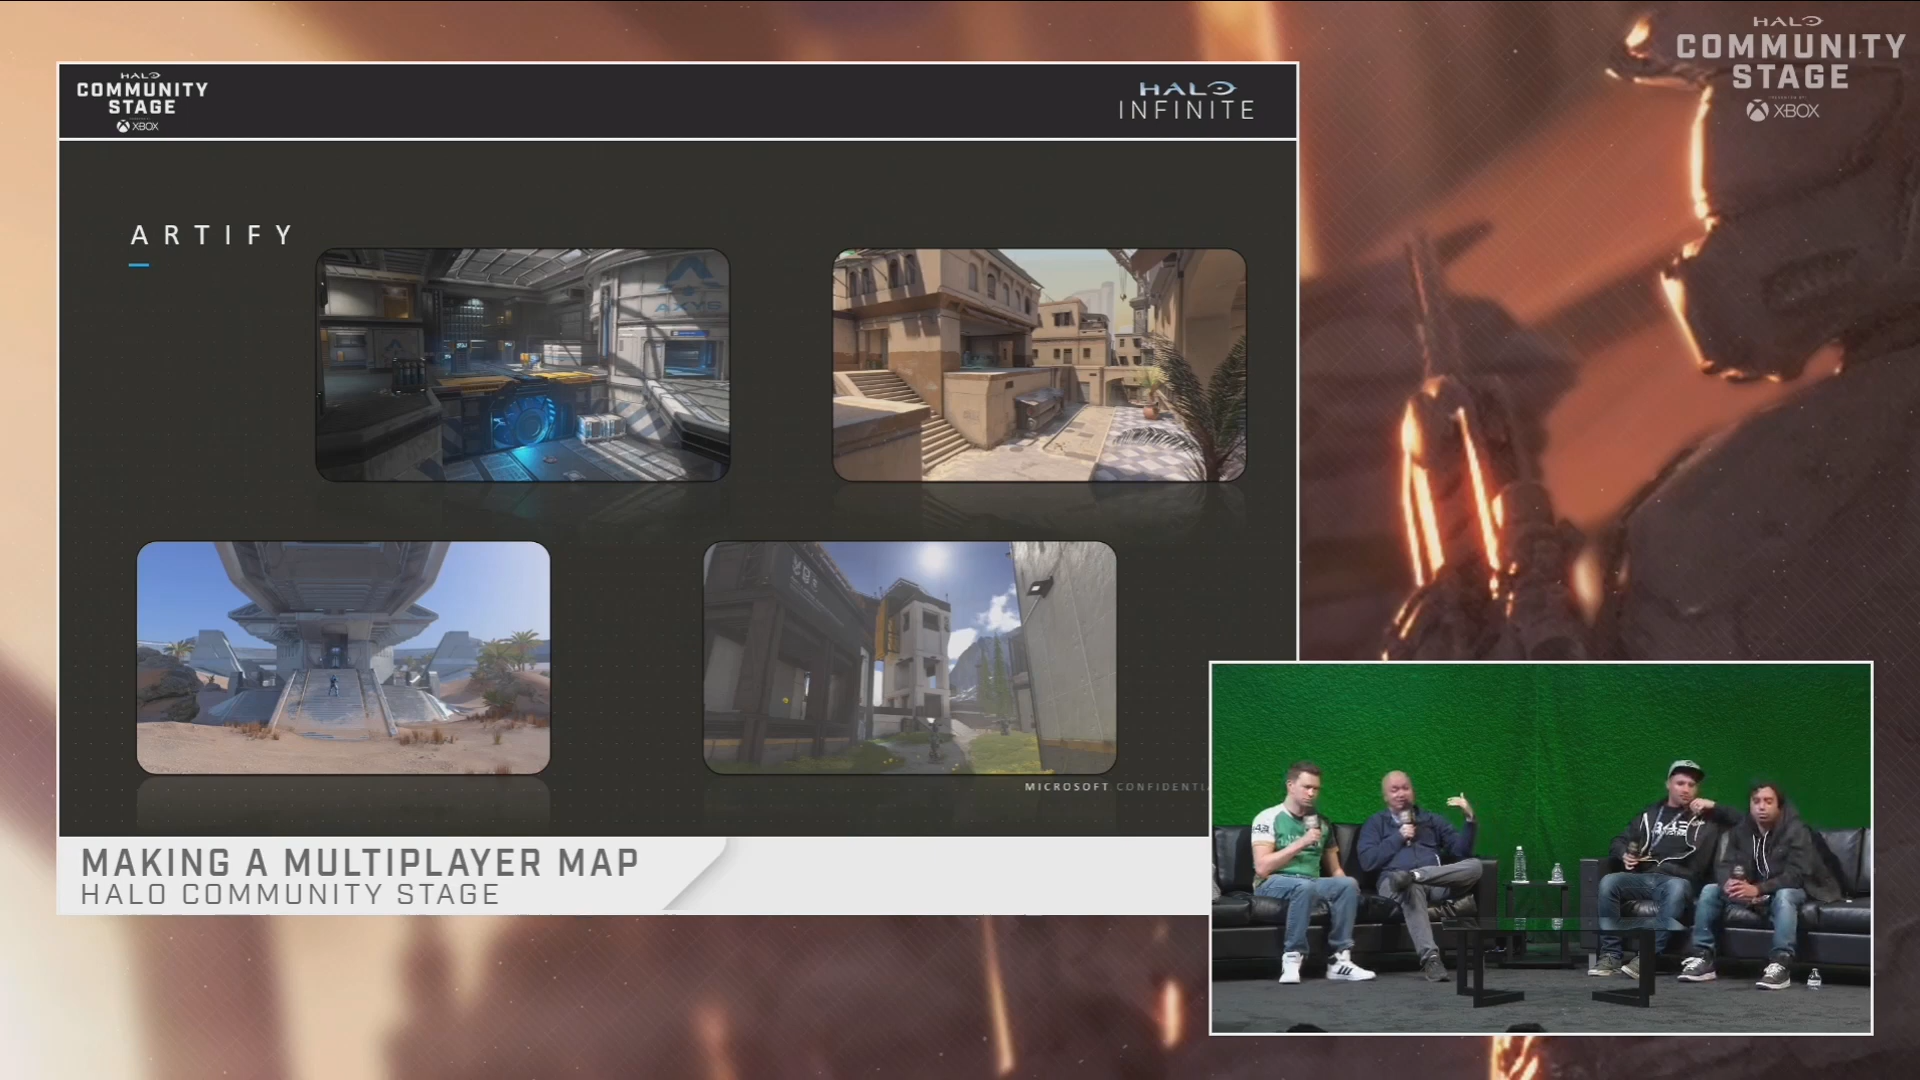 HALO
COMMUNITY
STAGE
XBOX
HALO
COMMUNITY
STAGE
XBOX
HALO
INFINITE
ARTIFY
AXYS
MICROSOFT CONFIDENTI
MAKING A MULTIPLAYER MAP
HALO COMMUNITY STAGE